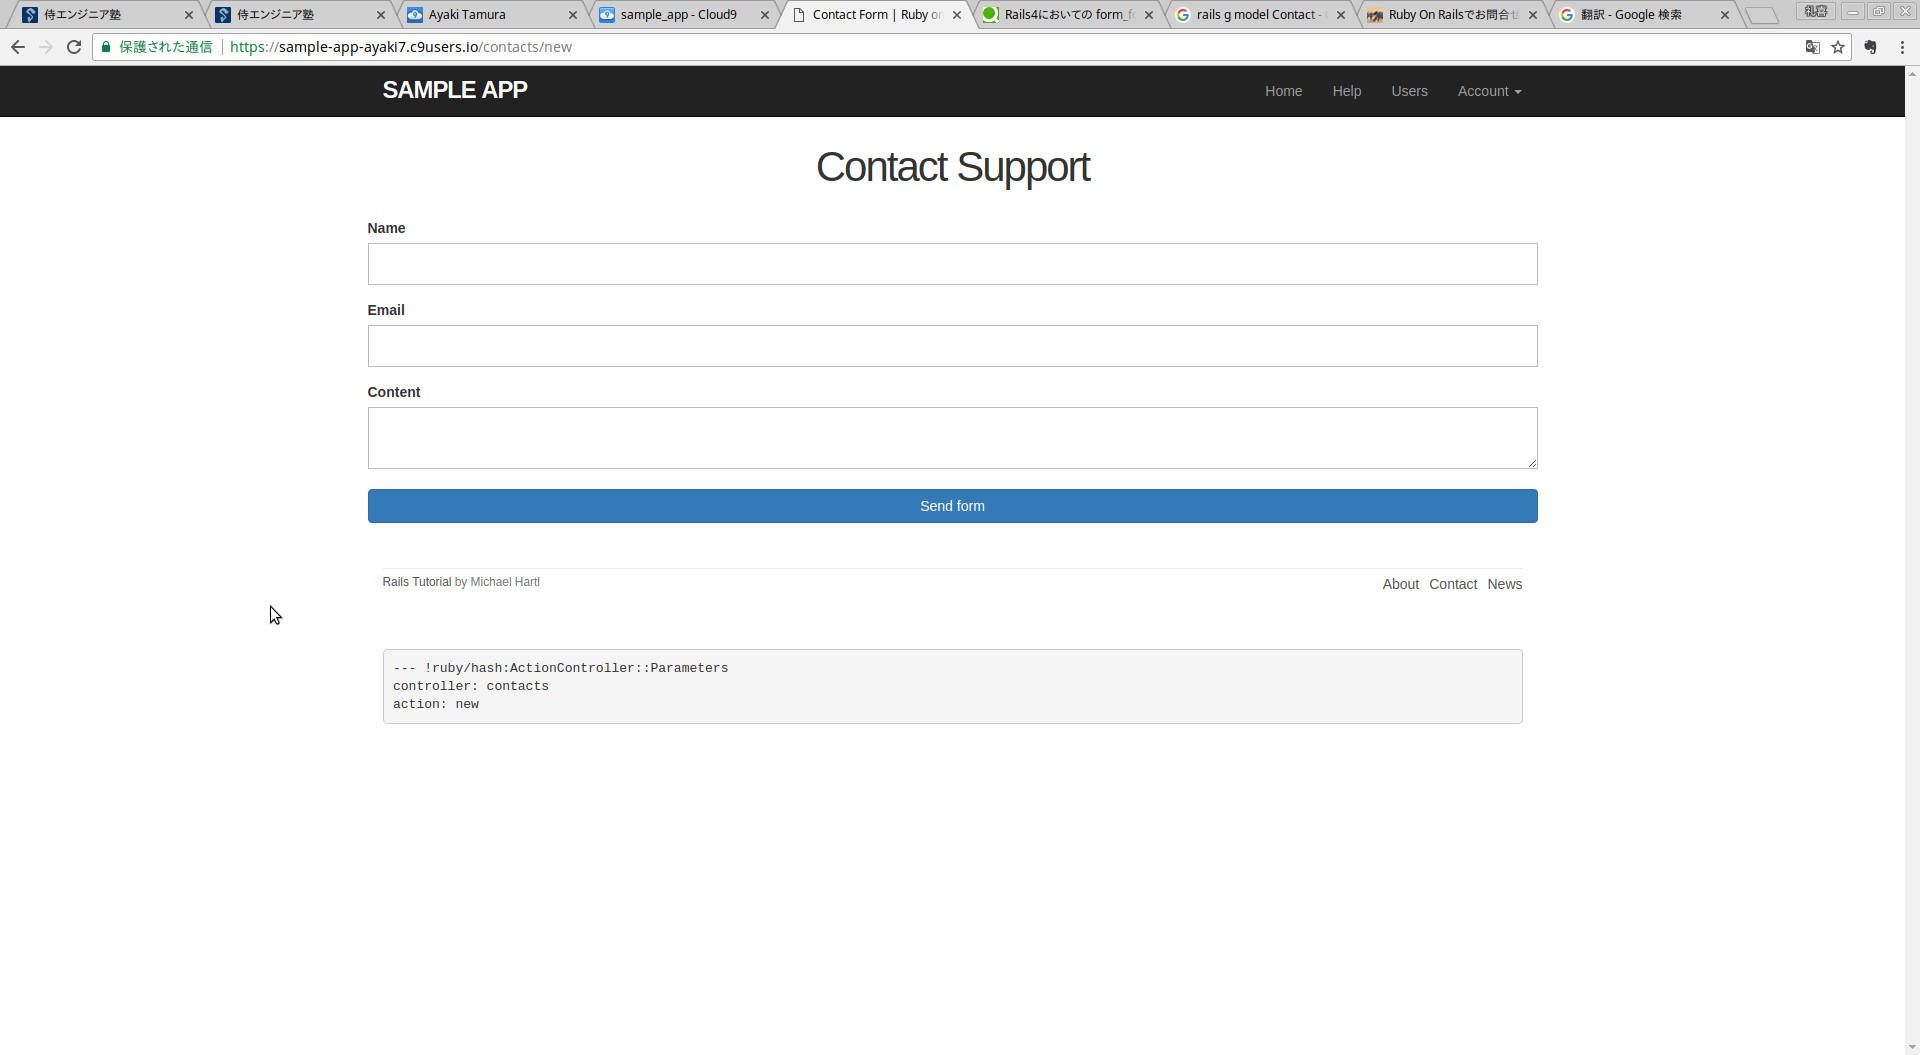 侍エンジニア塾
侍エンジニア塾
Ayaki Tamura
sample_app - Cloud9
Contact Form | Ruby on
Rails4においての form_f
rails g model Contact -
Ruby On Railsでお問合せ
翻訳 - Google 検索
保護された通信
https://sample-app-ayaki7.c9users.io/contacts/new
SAMPLE APP
Home
Help
Users
Account
Contact Support
Name
Email
Content
Send form
Rails Tutorial by Michael Hartl
About
Contact
News
--- !ruby/hash:ActionController::Parameters
controller: contacts
action: new